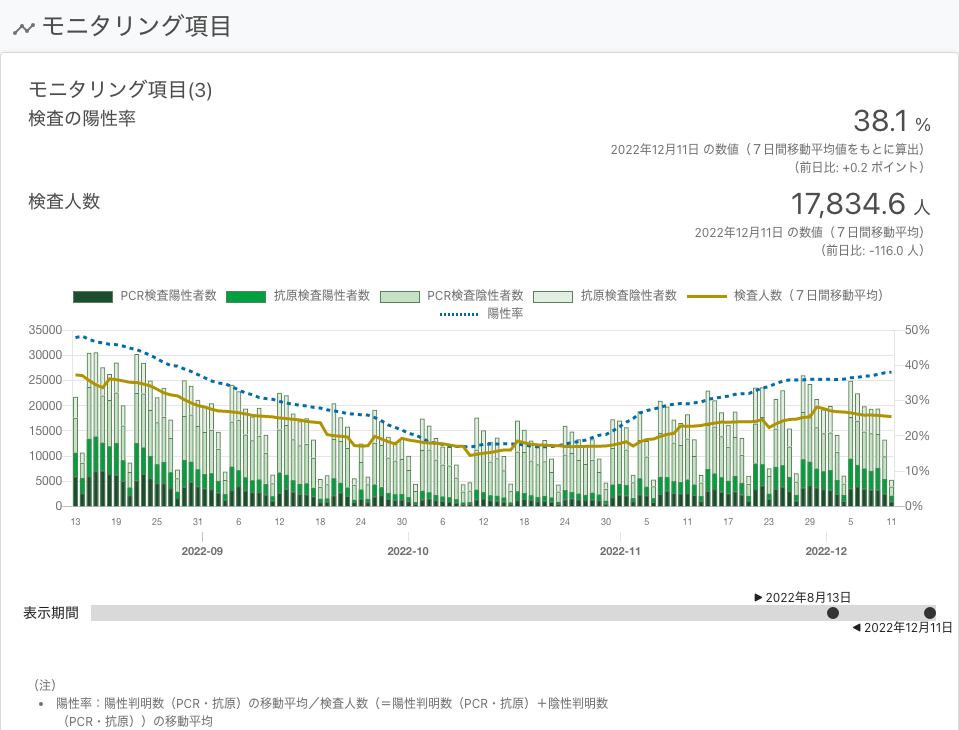 モニタリング項目
モニタリング項目(3)
検査の陽性率
38.1 %
2022年12月11日 の数値（７日間移動平均値をもとに算出）
（前日比: +0.2 ポイント）
検査人数
17,834.6 人
2022年12月11日 の数値（７日間移動平均）
（前日比: -116.0 人）
PCR検査陽性者数 抗原検査陽性者数 PCR検査陰性者数 抗原検査陰性者数 検査人数（７日間移動平均）
陽性率
35000 50%
30000 40%
25000
20000 30%
15000 20%
10000
5000 10%
0 0%
13 19 25 31 6 12 18 24 30 6 12 18 24 30 5 11 17 23 29 5 11
2022-09 2022-10 2022-11 2022-12
▶ 2022年8月13日
表示期間
◀ 2022年12月11日
（注）
• 陽性率：陽性判明数（PCR・抗原）の移動平均／検査人数（＝陽性判明数（PCR・抗原）＋陰性判明数
（PCR・抗原））の移動平均